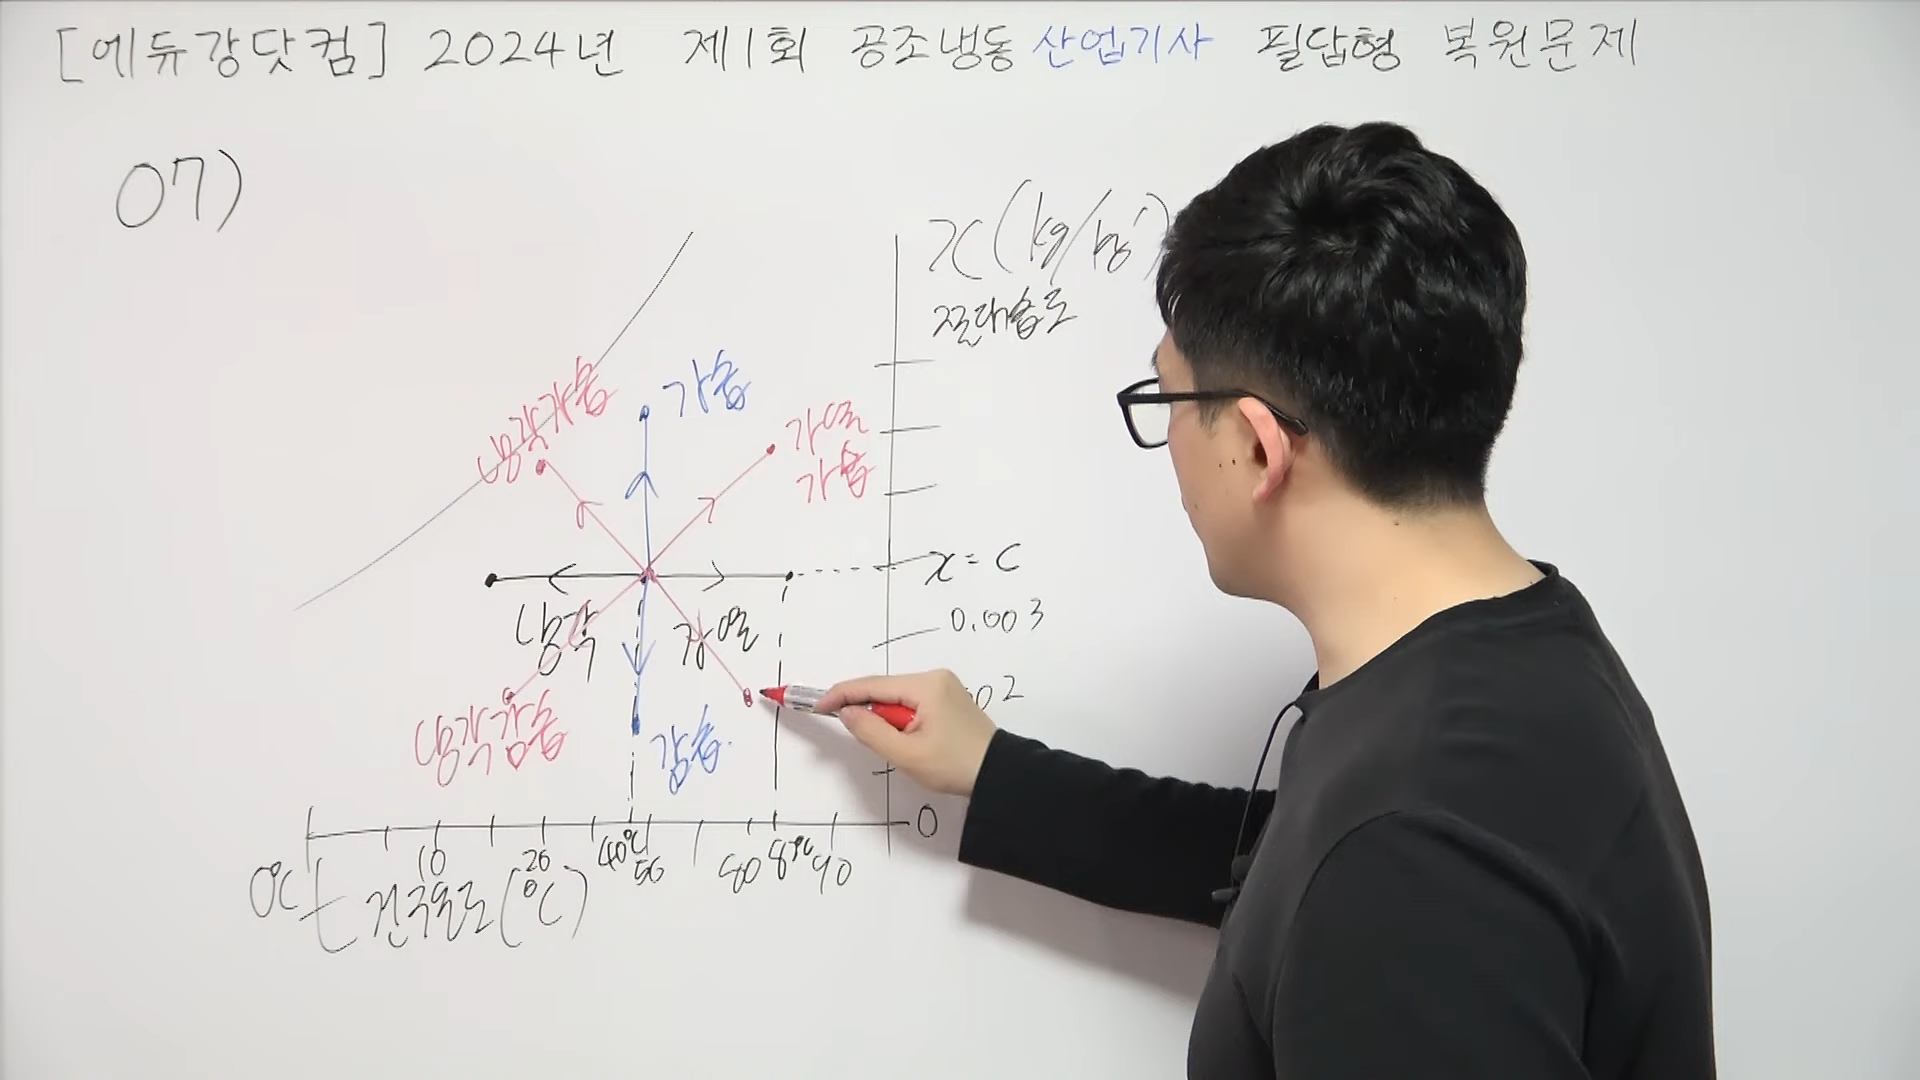 [에듀강닷컴] 2024년 제1회 공조냉동산업기사 필답형 복원문제
07)
x(kg/kg')
절대습도
냉각가습
가습
가열
가습
x=C
냉각
가열
0.003
02
냉각감습
감습
0
0℃
10
20
40℃
50
80
87℃
90
t 건구온도(℃)